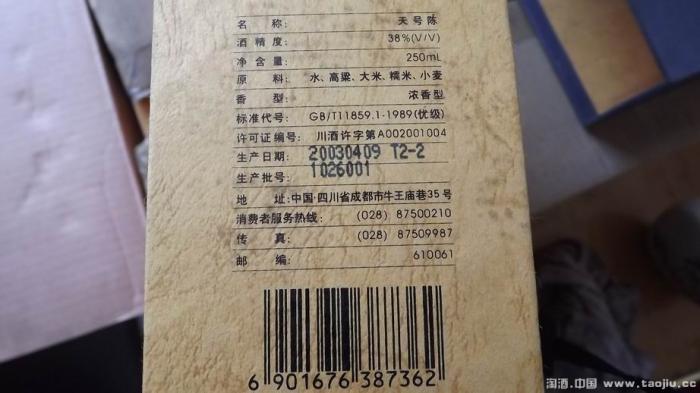 名 称: 天号陈
酒精度: 38%(V/V)
净含量: 250mL
原 料: 水、高粱、大米、糯米、小麦
香 型: 浓香型
标准代号: GB/T11859.1-1989(优级)
许可证编号: 川酒许字第A002001004
生产日期: 20030409 T2-2
生产批号: 1026001
地 址:中国·四川省成都市牛王庙巷35号
消费者服务热线: (028) 87500210
传 真: (028) 87509987
邮 编: 610061
6 901676 387362
淘酒.中国 www.taojiu.cc